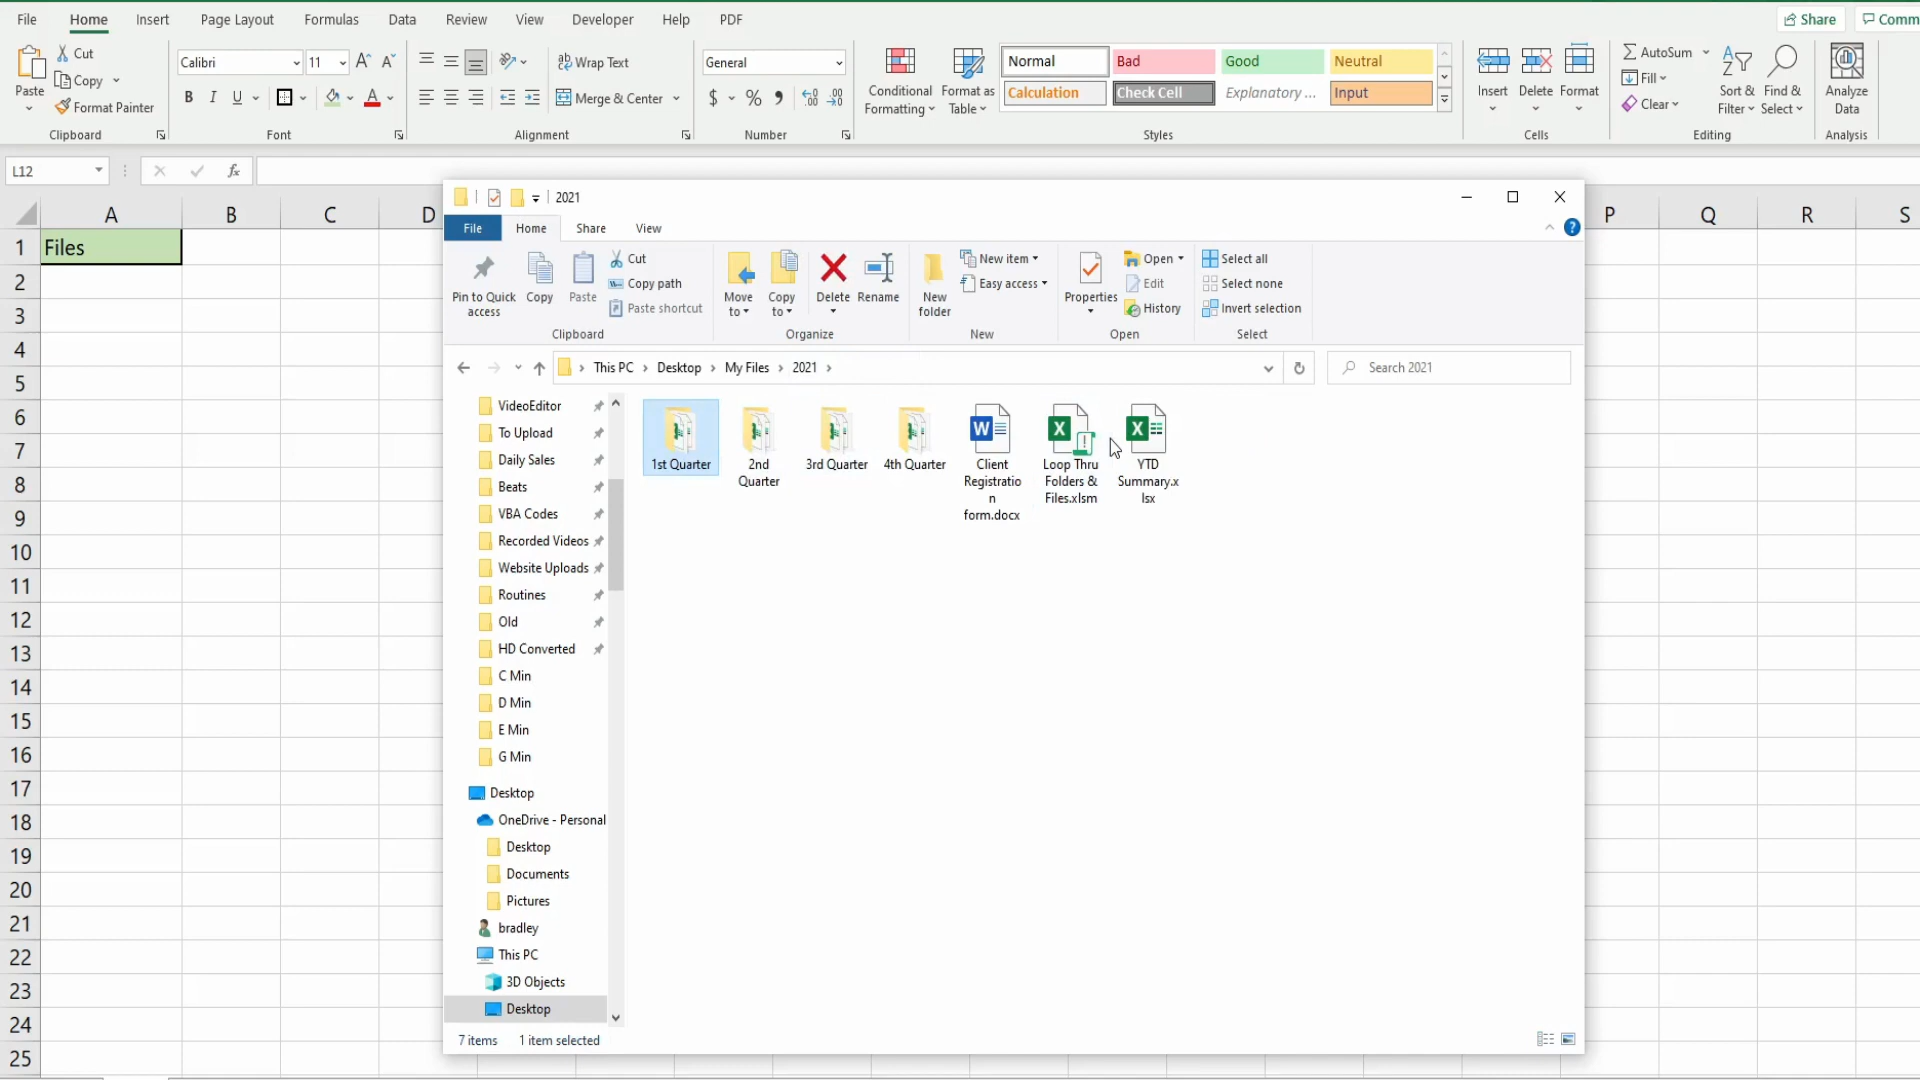 File Home Insert Page Layout Formulas Data Review View Developer Help PDF Share Comm
Cut
Copy
Format Painter
Paste
Clipboard
Calibri 11
B I U A
Font
Wrap Text
Merge & Center
Alignment
General
$ % ,
Number
Conditional
Formatting
Format as
Table
Normal Bad Good Neutral
Calculation Check Cell Explanatory ... Input
Styles
Insert Delete Format
Cells
AutoSum
Fill
Clear
Sort &
Filter
Find &
Select
Editing
Analyze
Data
Analysis
L12 fx
A B C D P Q R S
1 Files
2
3
4
5
6
7
8
9
10
11
12
13
14
15
16
17
18
19
20
21
22
23
24
25
2021
File Home Share View
Pin to Quick
access
Copy
Paste
Cut
Copy path
Paste shortcut
Clipboard
Move
to
Copy
to
Delete
Rename
Organize
New
folder
New item
Easy access
New
Properties
Open
Edit
History
Open
Select all
Select none
Invert selection
Select
This PC Desktop My Files 2021
Search 2021
VideoEditor
To Upload
Daily Sales
Beats
VBA Codes
Recorded Videos
Website Uploads
Routines
Old
HD Converted
C Min
D Min
E Min
G Min
Desktop
OneDrive - Personal
Desktop
Documents
Pictures
bradley
This PC
3D Objects
Desktop
1st Quarter
2nd
Quarter
3rd Quarter
4th Quarter
Client
Registratio
n
form.docx
Loop Thru
Folders &
Files.xlsm
YTD
Summary.x
lsx
7 items 1 item selected